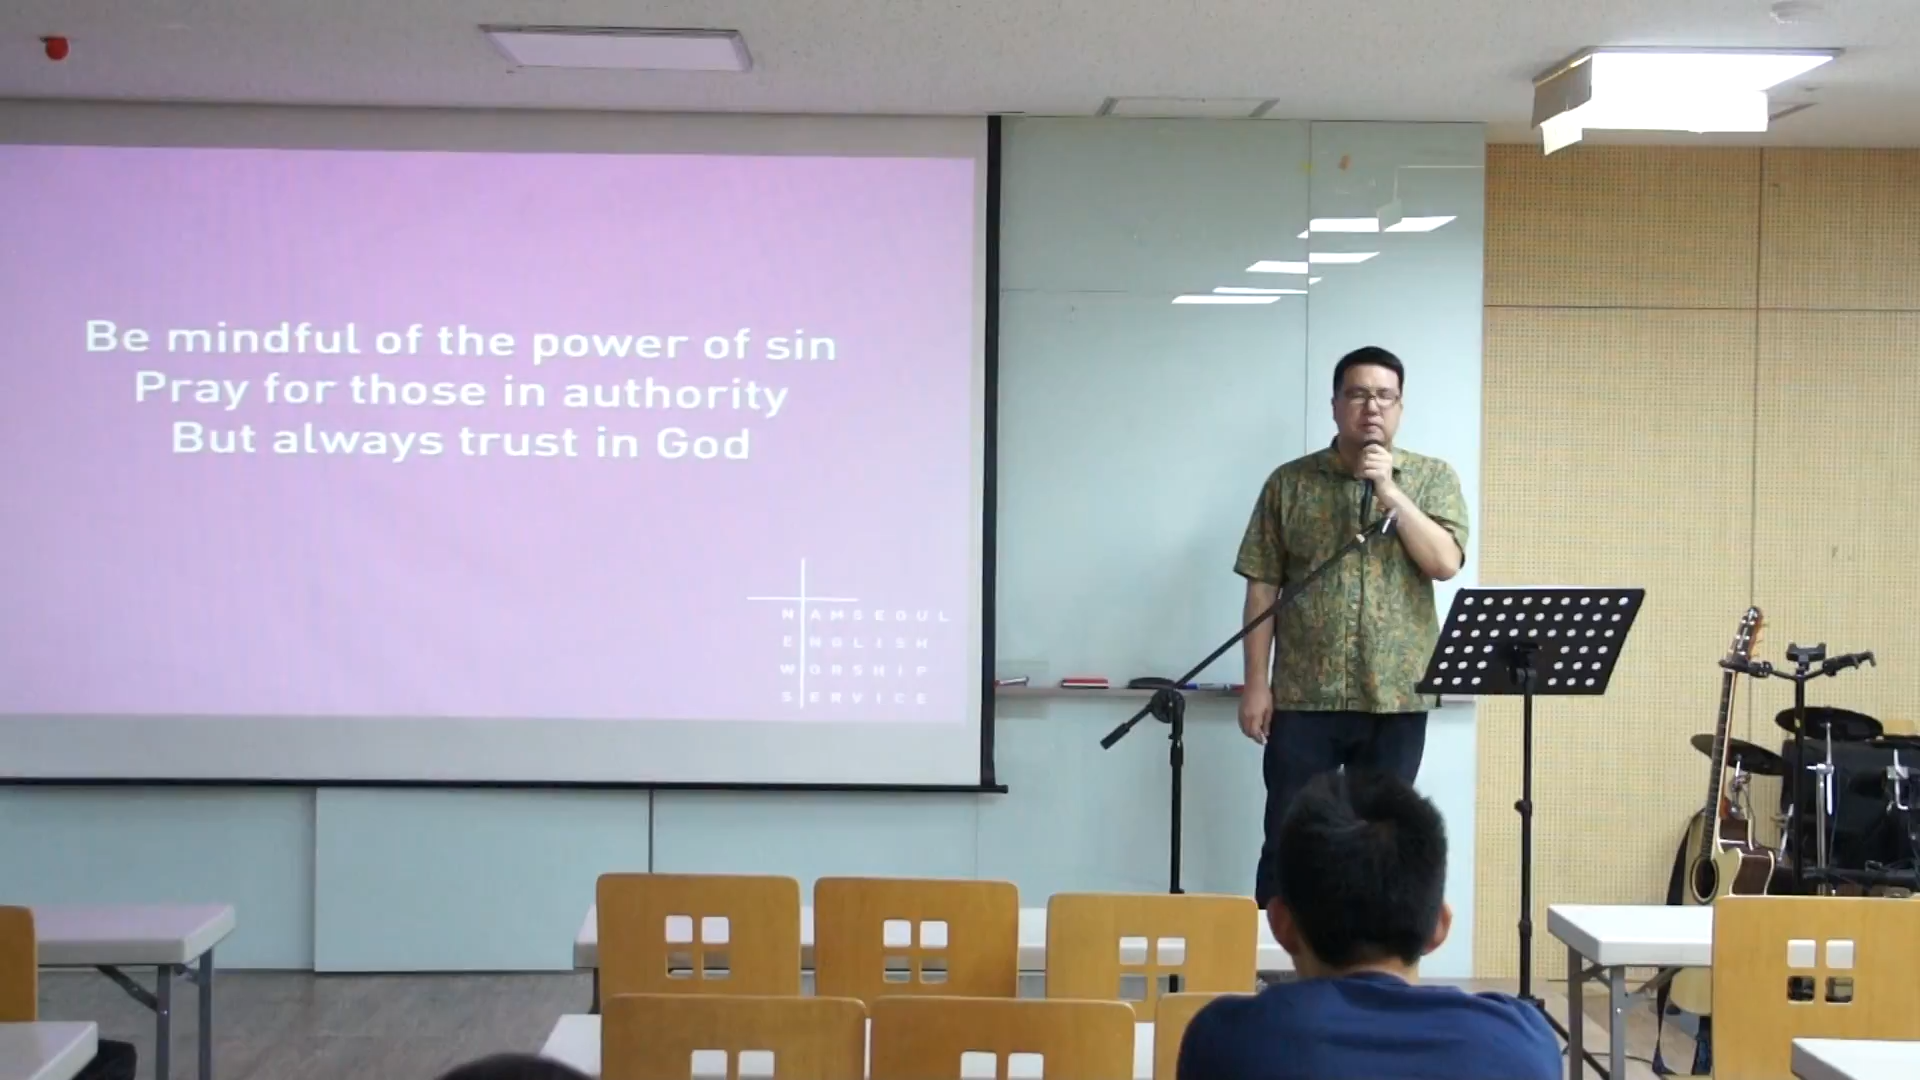 Be mindful of the power of sin
Pray for those in authority
But always trust in God
NAMSEOUL
ENGLISH
WORSHIP
SERVICE